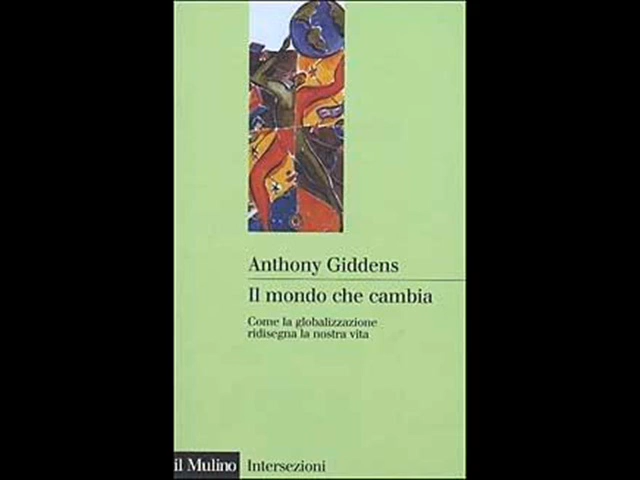 Anthony Giddens
Il mondo che cambia
Come la globalizzazione
ridisegna la nostra vita
il Mulino
Intersezioni